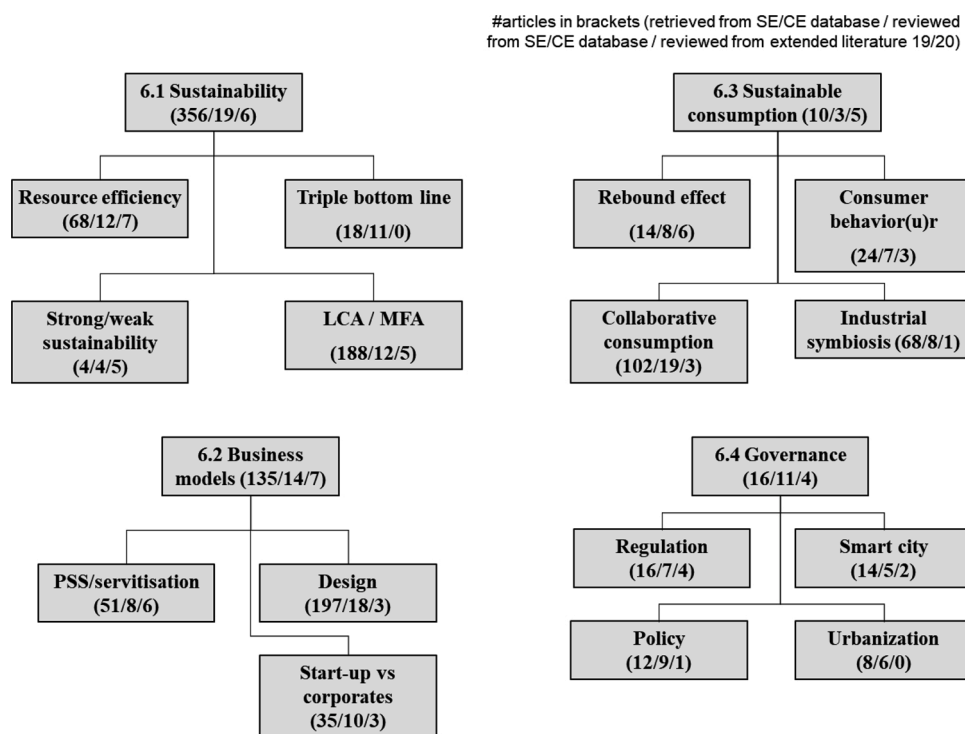 #articles in brackets (retrieved from SE/CE database / reviewed
from SE/CE database / reviewed from extended literature 19/20)
6.1 Sustainability
(356/19/6)
Resource efficiency
(68/12/7)
Triple bottom line
(18/11/0)
Strong/weak
sustainability
(4/4/5)
LCA / MFA
(188/12/5)
6.3 Sustainable
consumption (10/3/5)
Rebound effect
(14/8/6)
Consumer
behavior(u)r
(24/7/3)
Collaborative
consumption
(102/19/3)
Industrial
symbiosis (68/8/1)
6.2 Business
models (135/14/7)
PSS/servitisation
(51/8/6)
Design
(197/18/3)
Start-up vs
corporates
(35/10/3)
6.4 Governance
(16/11/4)
Regulation
(16/7/4)
Smart city
(14/5/2)
Policy
(12/9/1)
Urbanization
(8/6/0)